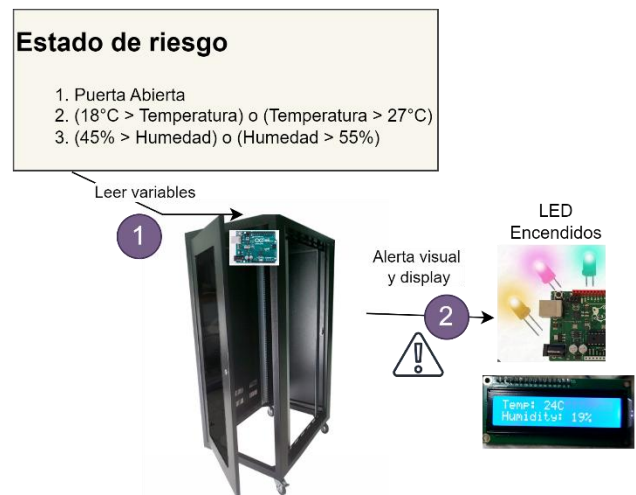 Estado de riesgo
1. Puerta Abierta
2. (18°C > Temperatura) o (Temperatura > 27°C)
3. (45% > Humedad) o (Humedad > 55%)
Leer variables
1
LED
Encendidos
Alerta visual
y display
2
Temp: 24C
Humidity: 19%